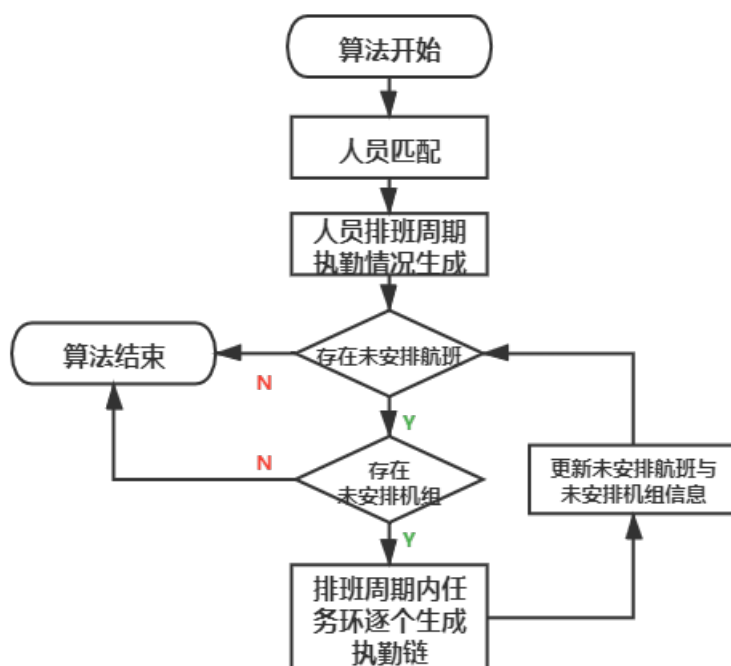 算法开始
人员匹配
人员排班周期
执勤情况生成
存在未安排航班
算法结束
N
Y
N
存在
未安排机组
更新未安排航班与
未安排机组信息
Y
排班周期内任
务环逐个生成
执勤链